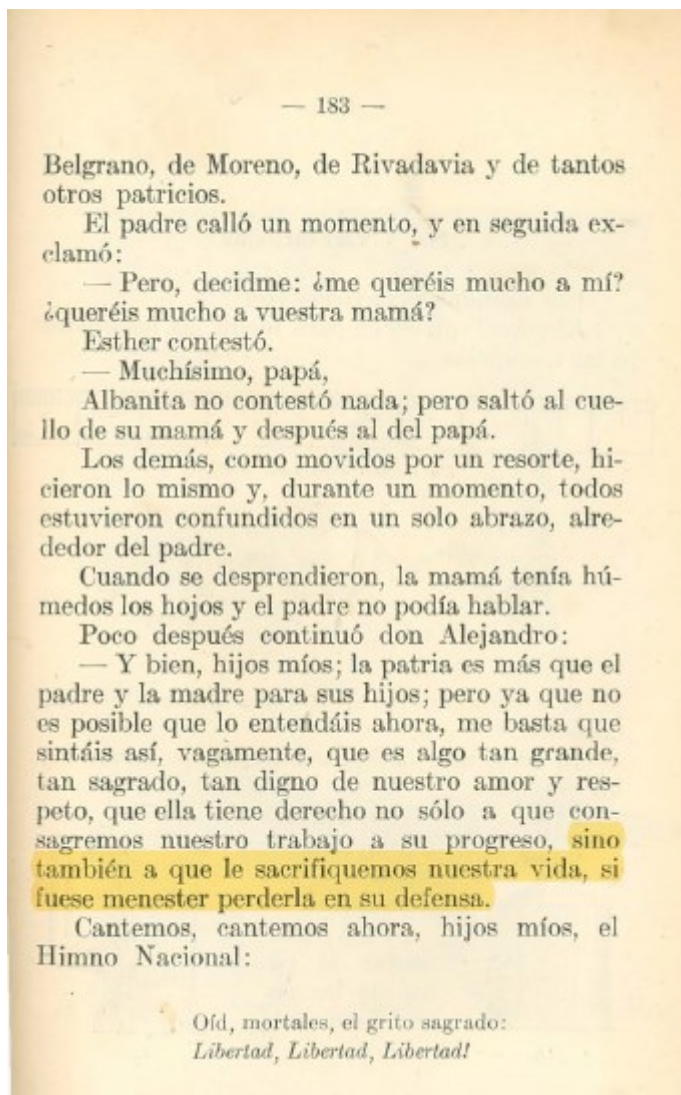 — 183 —
Belgrano, de Moreno, de Rivadavia y de tantos
otros patricios.
El padre calló un momento, y en seguida ex-
clamó:
— Pero, decidme: ¿me queréis mucho a mí?
¿queréis mucho a vuestra mamá?
Esther contestó.
— Muchísimo, papá,
Albanita no contestó nada; pero saltó al cue-
llo de su mamá y después al del papá.
Los demás, como movidos por un resorte, hi-
cieron lo mismo y, durante un momento, todos
estuvieron confundidos en un solo abrazo, alre-
dedor del padre.
Cuando se desprendieron, la mamá tenía hú-
medos los hojos y el padre no podía hablar.
Poco después continuó don Alejandro:
— Y bien, hijos míos; la patria es más que el
padre y la madre para sus hijos; pero ya que no
es posible que lo entendáis ahora, me basta que
sintáis así, vagamente, que es algo tan grande,
tan sagrado, tan digno de nuestro amor y res-
peto, que ella tiene derecho no sólo a que con-
sagremos nuestro trabajo a su progreso, sino
también a que le sacrifiquemos nuestra vida, si
fuese menester perderla en su defensa.
Cantemos, cantemos ahora, hijos míos, el
Himno Nacional:
Oíd, mortales, el grito sagrado:
Libertad, Libertad, Libertad!